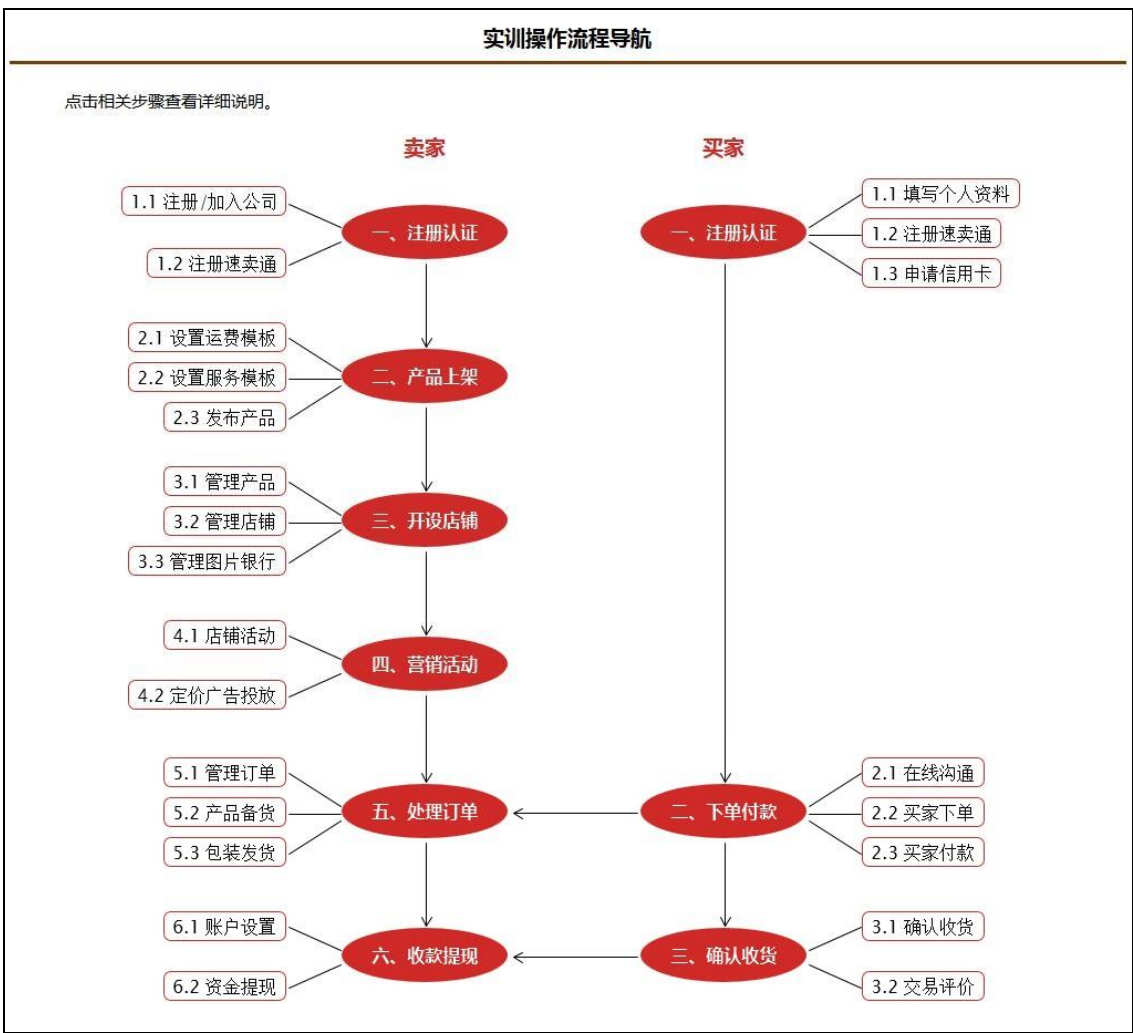 实训操作流程导航
点击相关步骤查看详细说明。
卖家
买家
1.1 注册/加入公司
1.2 注册速卖通
一、注册认证
一、注册认证
1.1 填写个人资料
1.2 注册速卖通
1.3 申请信用卡
2.1 设置运费模板
2.2 设置服务模板
2.3 发布产品
二、产品上架
3.1 管理产品
3.2 管理店铺
3.3 管理图片银行
三、开设店铺
4.1 店铺活动
4.2 定价广告投放
四、营销活动
5.1 管理订单
5.2 产品备货
5.3 包装发货
五、处理订单
二、下单付款
2.1 在线沟通
2.2 买家下单
2.3 买家付款
6.1 账户设置
6.2 资金提现
六、收款提现
三、确认收货
3.1 确认收货
3.2 交易评价